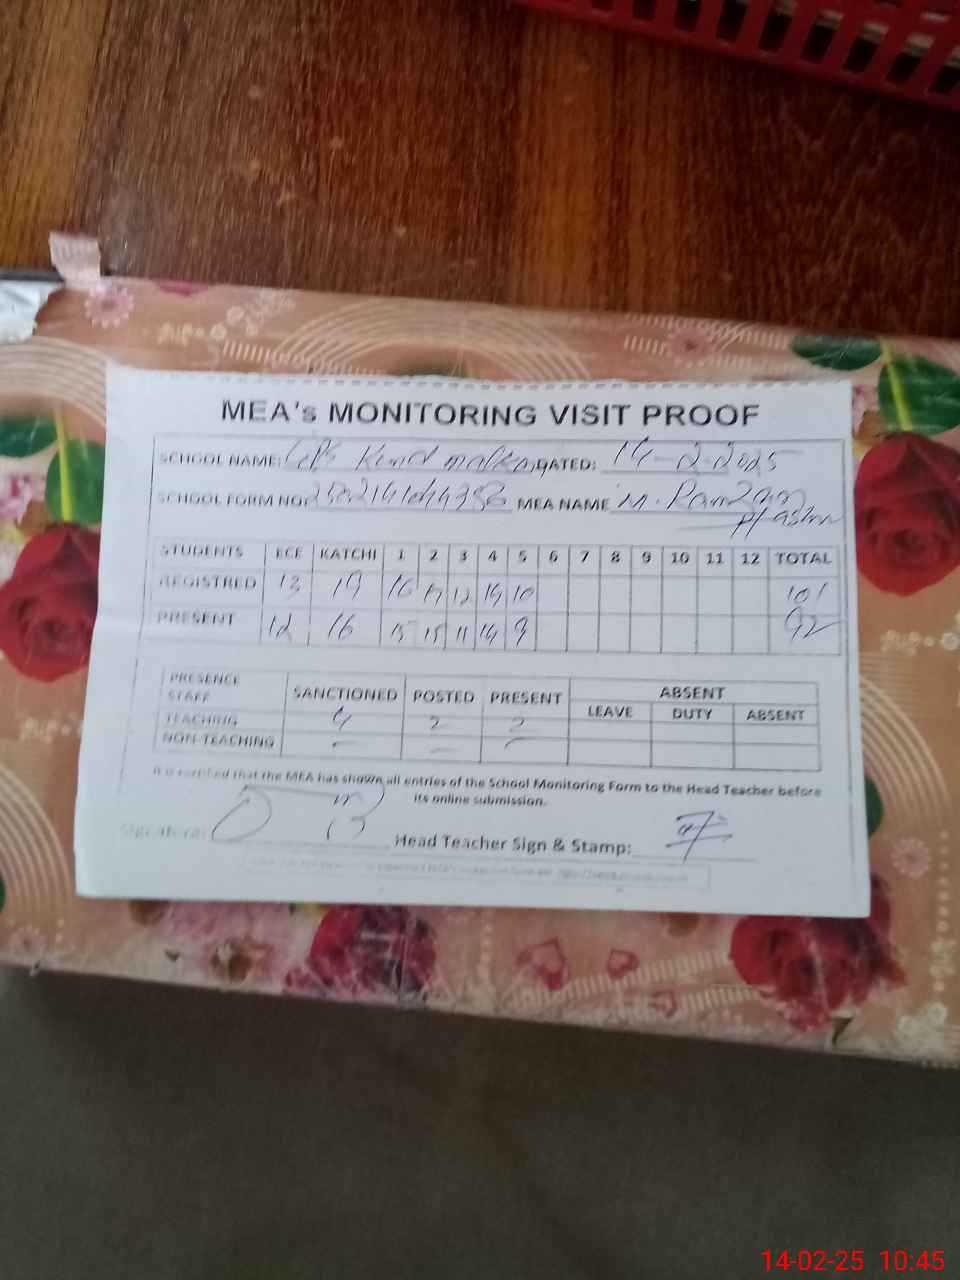 MEA's MONITORING VISIT PROOF
SCHOOL NAME: GPS DATED: 14-2-2025
SCHOOL FORM NO: MEA NAME M. Ramzan
STUDENTS ECE KATCHI 1 2 3 4 5 6 7 8 9 10 11 12 TOTAL
REGISTRED 13 19 16 17 12 14 10 101
PRESENT 12 16 15 15 11 14 9 92
PRESENCE STAFF SANCTIONED POSTED PRESENT ABSENT
LEAVE DUTY ABSENT
TEACHING 4 2 2
NON-TEACHING – – –
It is certified that the MEA has shown all entries of the School Monitoring Form to the Head Teacher before
its online submission.
Signature: Head Teacher Sign & Stamp:
14-02-25 10:45